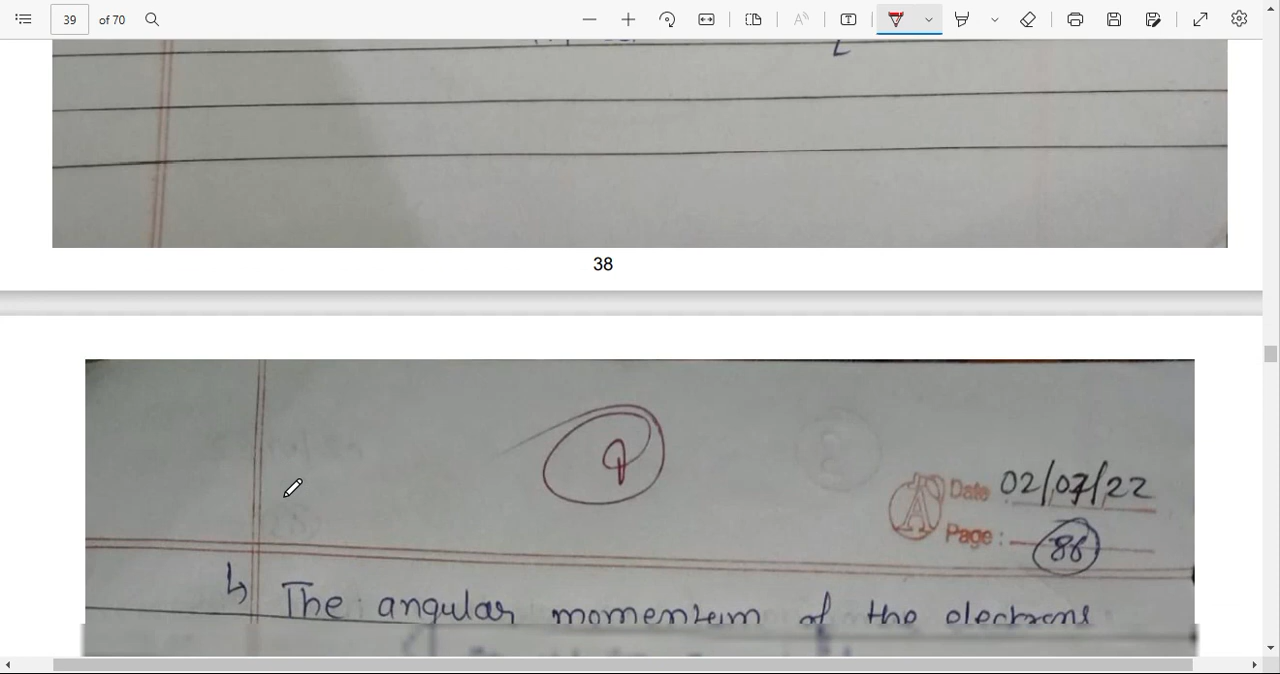 39 of 70
38
9
Date 02/07/22
Page : 86
↳ The angular momentum of the electrons